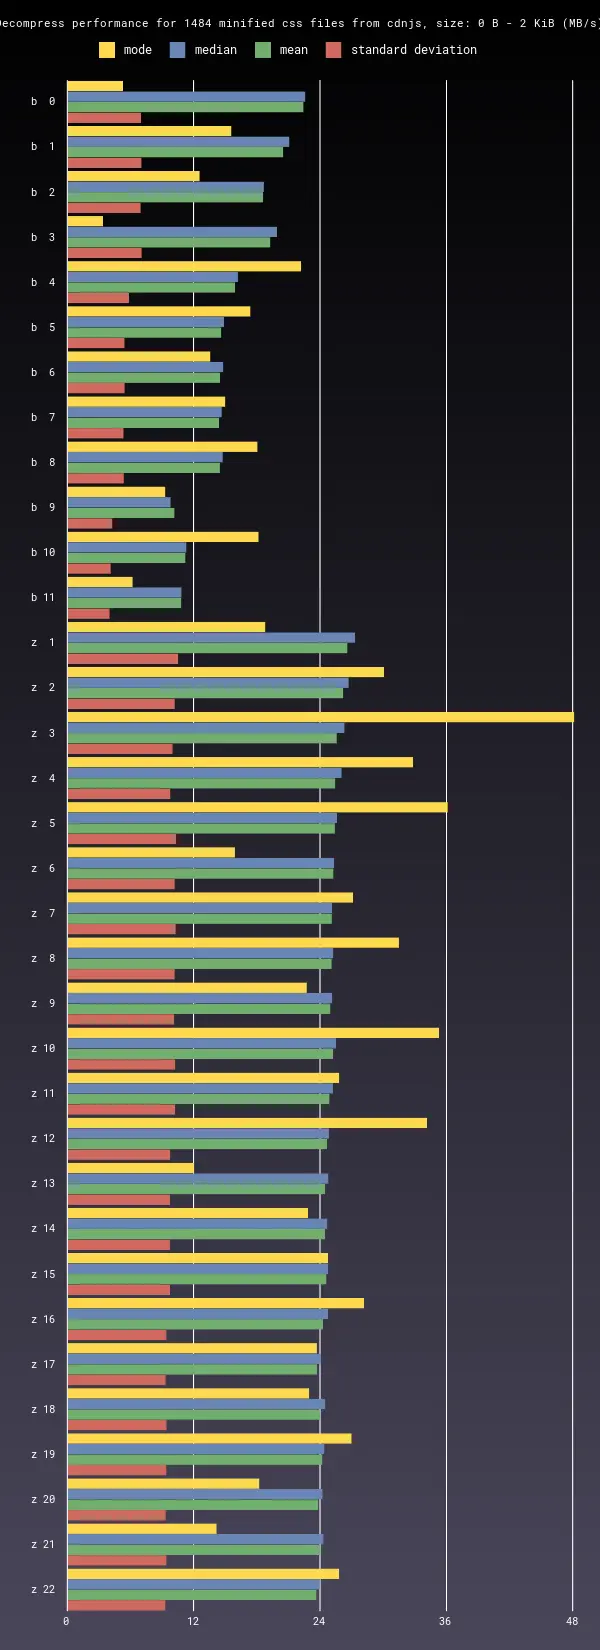 ecompress performance for 1484 minified css files from cdnjs, size: 0 B - 2 KiB (MB/s)
mode median mean standard deviation
b 0
b 1
b 2
b 3
b 4
b 5
b 6
b 7
b 8
b 9
b 10
b 11
z 1
z 2
z 3
z 4
z 5
z 6
z 7
z 8
z 9
z 10
z 11
z 12
z 13
z 14
z 15
z 16
z 17
z 18
z 19
z 20
z 21
z 22
0 12 24 36 48